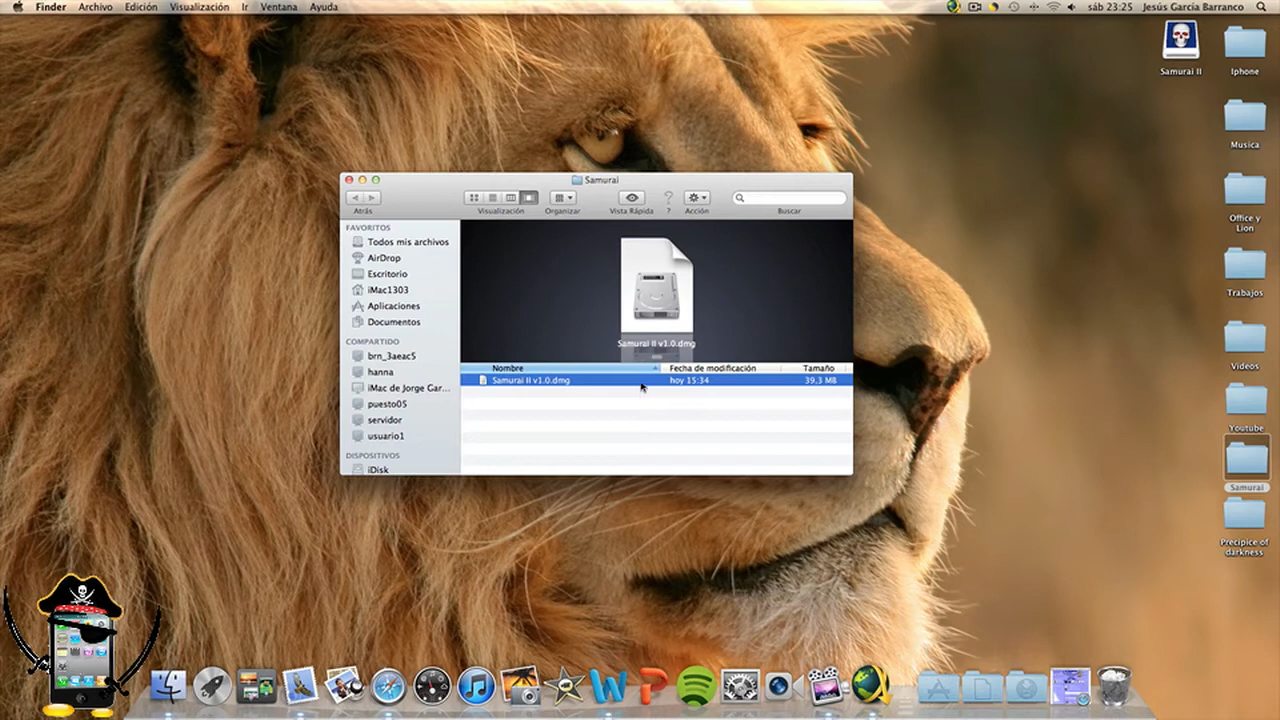 Finder Archivo Edición Visualización Ir Ventana Ayuda
sáb 23:25 Jesús García Barranco
Samurai II
Iphone
Musica
Office y
Lion
Trabajos
Videos
Youtube
Samurai
Precipice of
darkness
Samurai
Atrás
Visualización
Organizar
Vista Rápida
?
Acción
Buscar
FAVORITOS
Todos mis archivos
AirDrop
Escritorio
iMac1303
Aplicaciones
Documentos
COMPARTIDO
brn_3aeac5
hanna
iMac de Jorge Gar...
puesto05
servidor
usuario1
DISPOSITIVOS
iDisk
Samurai II v1.0.dmg
Nombre Fecha de modificación Tamaño
Samurai II v1.0.dmg hoy 15:34 39,3 MB